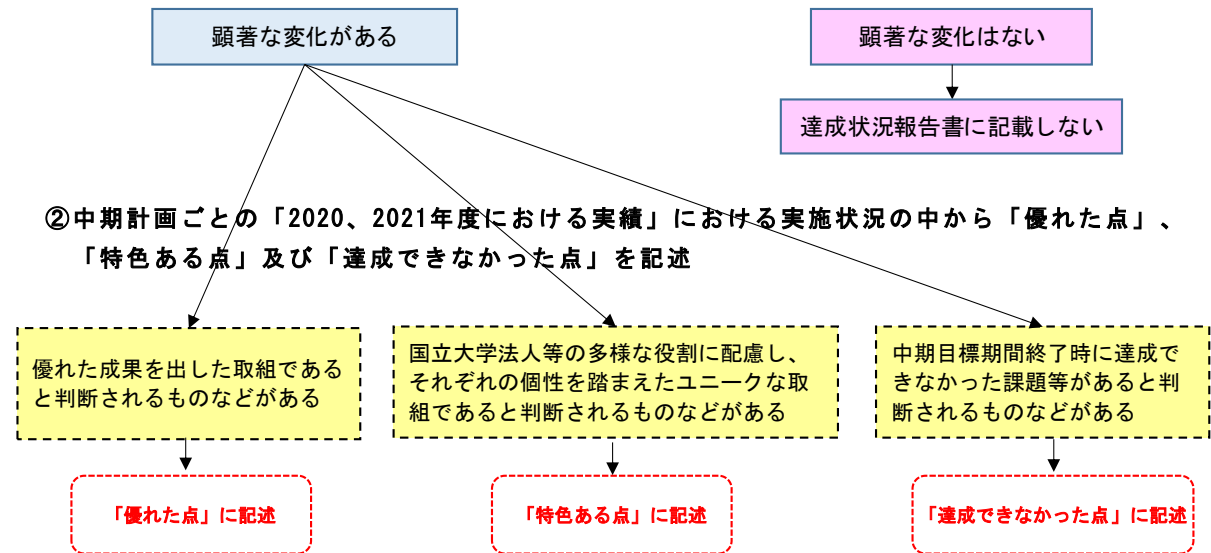 顕著な変化がある
顕著な変化はない
達成状況報告書に記載しない
②中期計画ごとの「2020、2021年度における実績」における実施状況の中から「優れた点」、
「特色ある点」及び「達成できなかった点」を記述
優れた成果を出した取組である
と判断されるものなどがある
国立大学法人等の多様な役割に配慮し、
それぞれの個性を踏まえたユニークな取
組であると判断されるものなどがある
中期目標期間終了時に達成で
きなかった課題等があると判
断されるものなどがある
「優れた点」に記述
「特色ある点」に記述
「達成できなかった点」に記述